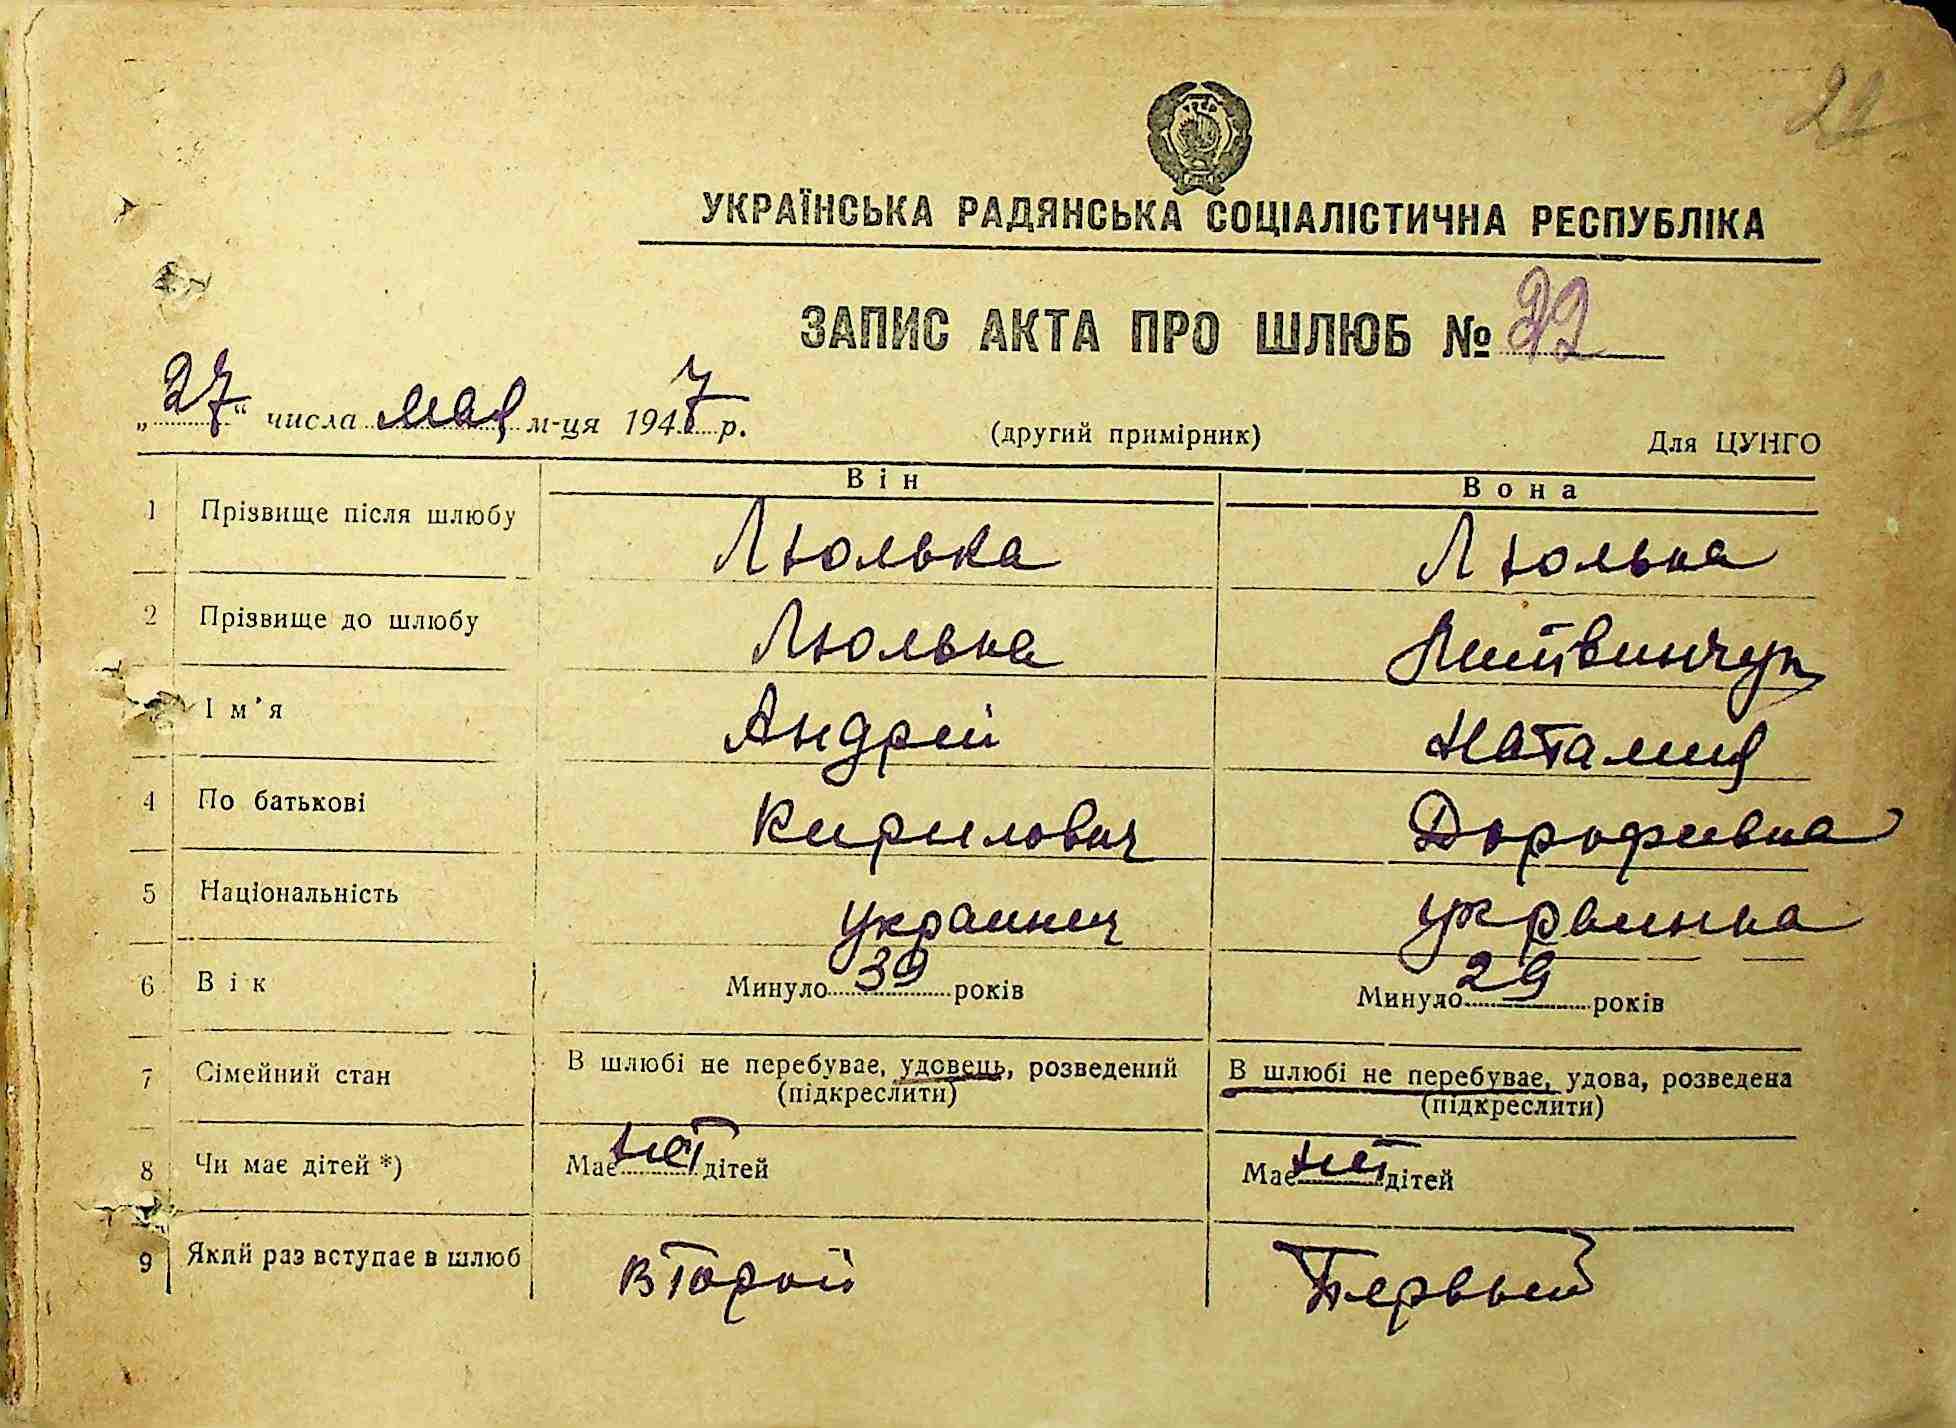 22
УКРАЇНСЬКА РАДЯНСЬКА СОЦІАЛІСТИЧНА РЕСПУБЛІКА
ЗАПИС АКТА ПРО ШЛЮБ № 22
„27“ числа мая м-ця 1947 р. (другий примірник) Для ЦУНГО
Він Вона
1 Прізвище після шлюбу Люлька Люлька
2 Прізвище до шлюбу Люлька Литвинчук
Ім'я Андрей Наталия
4 По батькові Кирилович Дорофеевна
5 Національність украинец украинка
6 Вік Минуло 39 років Минуло 29 років
7 Сімейний стан В шлюбі не перебуває, удовець, розведений В шлюбі не перебуває, удова, розведена
(підкреслити) (підкреслити)
8 Чи має дітей *) Має нет дітей Має нет дітей
9 Який раз вступає в шлюб второй Первый